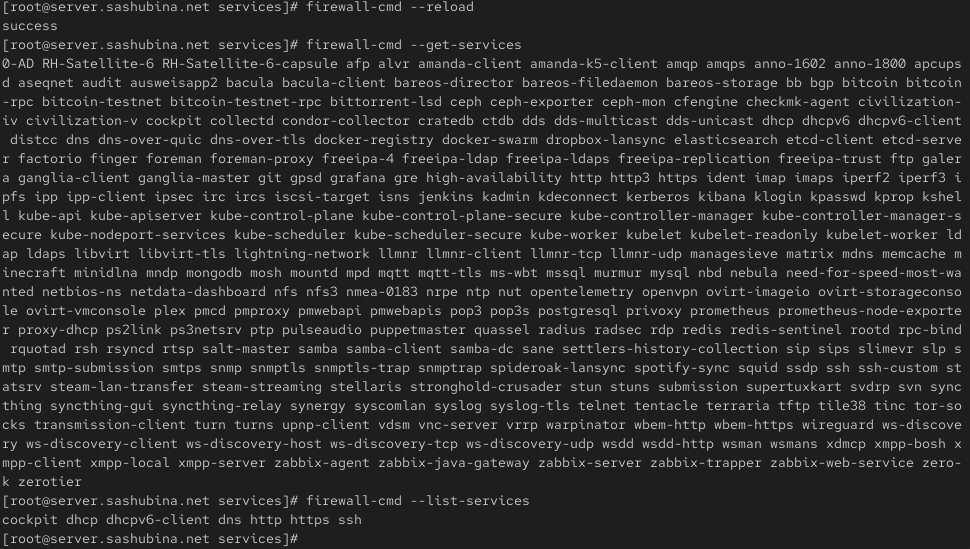 [root@server.sashubina.net services]# firewall-cmd --reload
success
[root@server.sashubina.net services]# firewall-cmd --get-services
0-AD RH-Satellite-6 RH-Satellite-6-capsule afp alvr amanda-client amanda-k5-client amqp amqps anno-1602 anno-1800 apcups
d aseqnet audit ausweisapp2 bacula bacula-client bareos-director bareos-filedaemon bareos-storage bb bgp bitcoin bitcoin
-rpc bitcoin-testnet bitcoin-testnet-rpc bittorrent-lsd ceph ceph-exporter ceph-mon cfengine checkmk-agent civilization-
iv civilization-v cockpit collectd condor-collector cratedb ctdb dds dds-multicast dds-unicast dhcp dhcpv6 dhcpv6-client
 distcc dns dns-over-quic dns-over-tls docker-registry docker-swarm dropbox-lansync elasticsearch etcd-client etcd-serve
r factorio finger foreman foreman-proxy freeipa-4 freeipa-ldap freeipa-ldaps freeipa-replication freeipa-trust ftp galer
a ganglia-client ganglia-master git gpsd grafana gre high-availability http http3 https ident imap imaps iperf2 iperf3 i
pfs ipp ipp-client ipsec irc ircs iscsi-target isns jenkins kadmin kdeconnect kerberos kibana klogin kpasswd kprop kshel
l kube-api kube-apiserver kube-control-plane kube-control-plane-secure kube-controller-manager kube-controller-manager-s
ecure kube-nodeport-services kube-scheduler kube-scheduler-secure kube-worker kubelet kubelet-readonly kubelet-worker ld
ap ldaps libvirt libvirt-tls lightning-network llmnr llmnr-client llmnr-tcp llmnr-udp managesieve matrix mdns memcache m
inecraft minidlna mndp mongodb mosh mountd mpd mqtt mqtt-tls ms-wbt mssql murmur mysql nbd nebula need-for-speed-most-wa
nted netbios-ns netdata-dashboard nfs nfs3 nmea-0183 nrpe ntp nut opentelemetry openvpn ovirt-imageio ovirt-storageconso
le ovirt-vmconsole plex pmcd pmproxy pmwebapi pmwebapis pop3 pop3s postgresql privoxy prometheus prometheus-node-exporte
r proxy-dhcp ps2link ps3netsrv ptp pulseaudio puppetmaster quassel radius radsec rdp redis redis-sentinel rootd rpc-bind
 rquotad rsh rsyncd rtsp salt-master samba samba-client samba-dc sane settlers-history-collection sip sips slimevr slp s
mtp smtp-submission smtps snmp snmptls snmptls-trap snmptrap spideroak-lansync spotify-sync squid ssdp ssh ssh-custom st
atsrv steam-lan-transfer steam-streaming stellaris stronghold-crusader stun stuns submission supertuxkart svdrp svn sync
thing syncthing-gui syncthing-relay synergy syscomlan syslog syslog-tls telnet tentacle terraria tftp tile38 tinc tor-so
cks transmission-client turn turns upnp-client vdsm vnc-server vrrp warpinator wbem-http wbem-https wireguard ws-discove
ry ws-discovery-client ws-discovery-host ws-discovery-tcp ws-discovery-udp wsdd wsdd-http wsman wsmans xdmcp xmpp-bosh x
mpp-client xmpp-local xmpp-server zabbix-agent zabbix-java-gateway zabbix-server zabbix-trapper zabbix-web-service zero-
k zerotier
[root@server.sashubina.net services]# firewall-cmd --list-services
cockpit dhcp dhcpv6-client dns http https ssh
[root@server.sashubina.net services]#